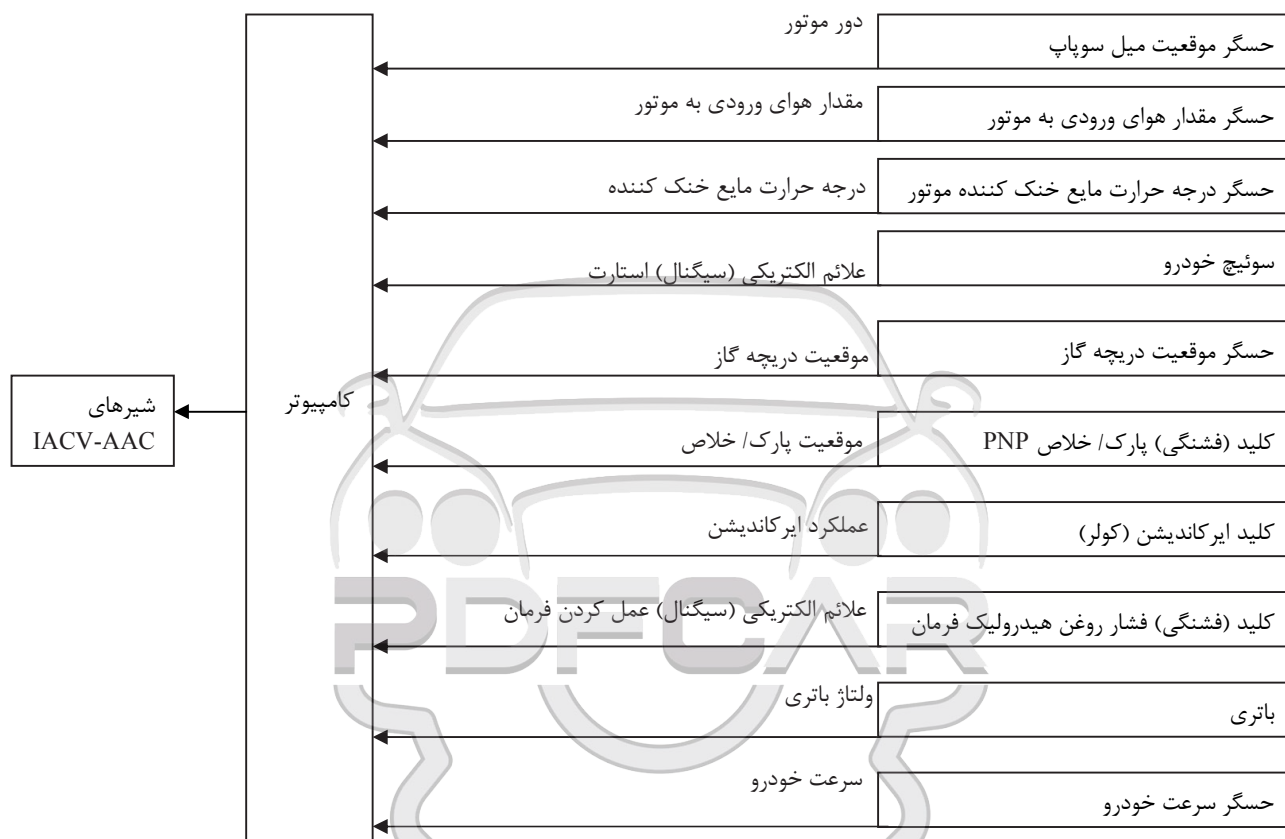 حسگر موقعیت میل سوپاپ
دور موتور
حسگر مقدار هوای ورودی به موتور
مقدار هوای ورودی به موتور
حسگر درجه حرارت مایع خنک کننده موتور
درجه حرارت مایع خنک کننده
سوئیچ خودرو
علائم الکتریکی (سیگنال) استارت
حسگر موقعیت دریچه گاز
موقعیت دریچه گاز
کلید (فشنگی) پارک/ خلاص PNP
موقعیت پارک/ خلاص
کلید ایرکاندیشن (کولر)
عملکرد ایرکاندیشن
کلید (فشنگی) فشار روغن هیدرولیک فرمان
علائم الکتریکی (سیگنال) عمل کردن فرمان
باتری
ولتاژ باتری
حسگر سرعت خودرو
سرعت خودرو
کامپیوتر
شیرهای
IACV-AAC
PDFCAR